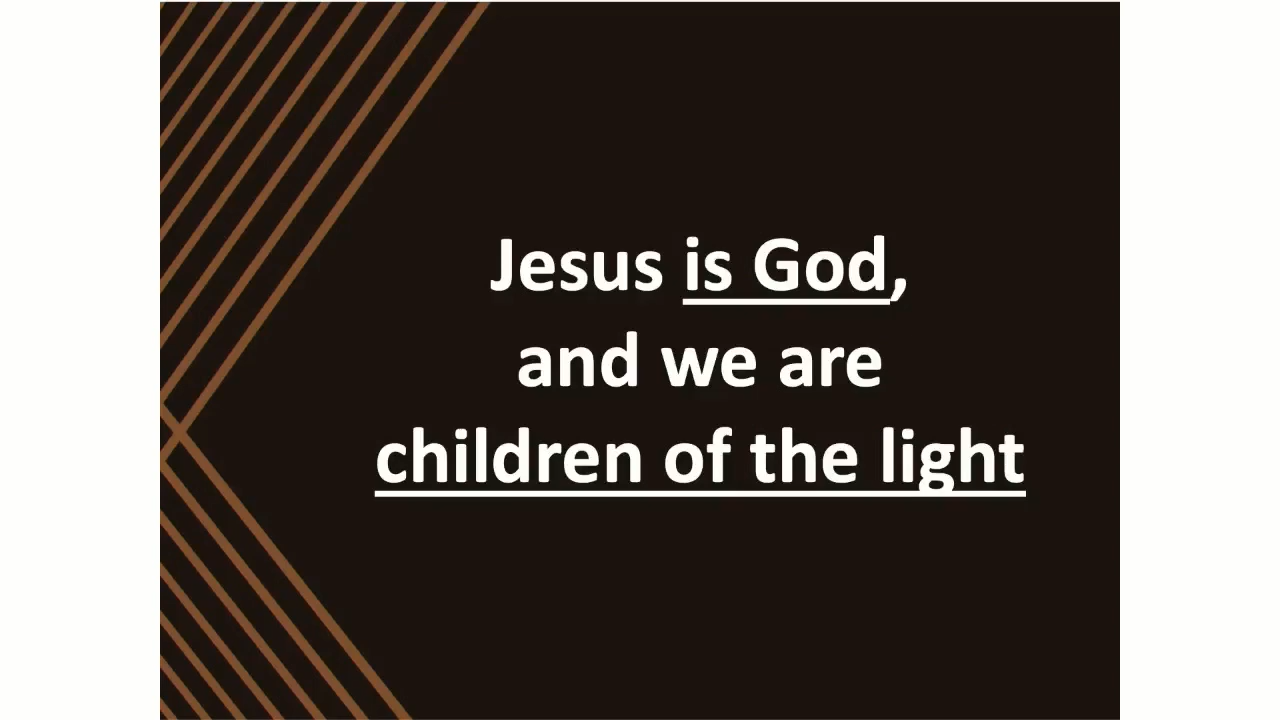 Jesus is God,
and we are
children of the light